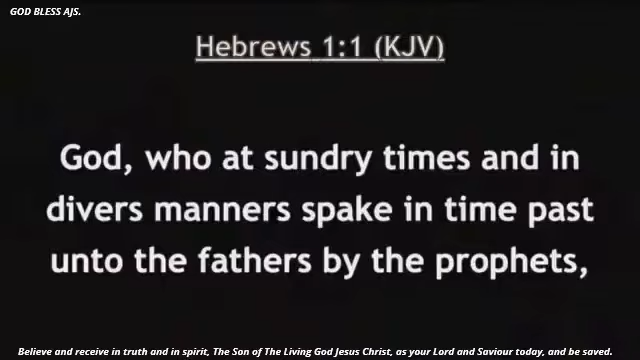 GOD BLESS AJS.
Hebrews 1:1 (KJV)
God, who at sundry times and in
divers manners spake in time past
unto the fathers by the prophets,
Believe and receive in truth and in spirit, The Son of The Living God Jesus Christ, as your Lord and Saviour today, and be saved.